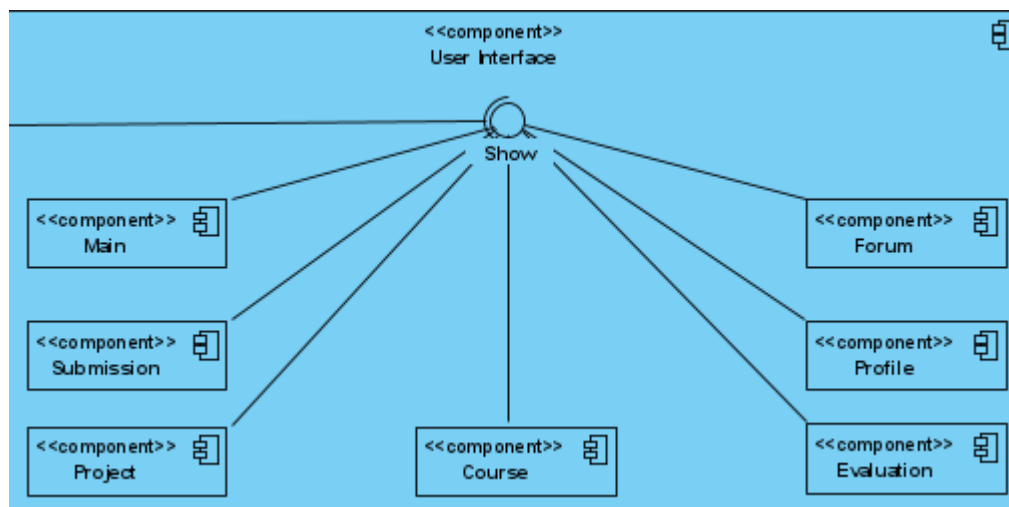 <<component>>
User Interface
Show
<<component>>
Main
<<component>>
Forum
<<component>>
Submission
<<component>>
Profile
<<component>>
Project
<<component>>
Course
<<component>>
Evaluation